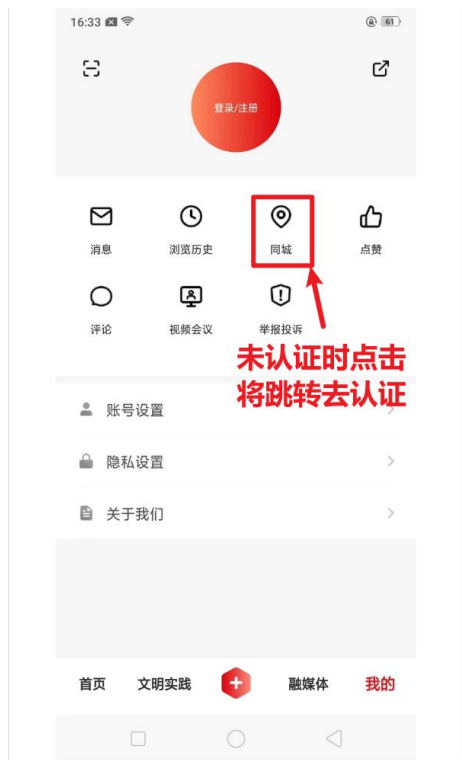 16:33
61
登录/注册
消息
浏览历史
同城
点赞
评论
视频会议
举报投诉
未认证时点击
将跳转去认证
账号设置
隐私设置
关于我们
首页
文明实践
融媒体
我的